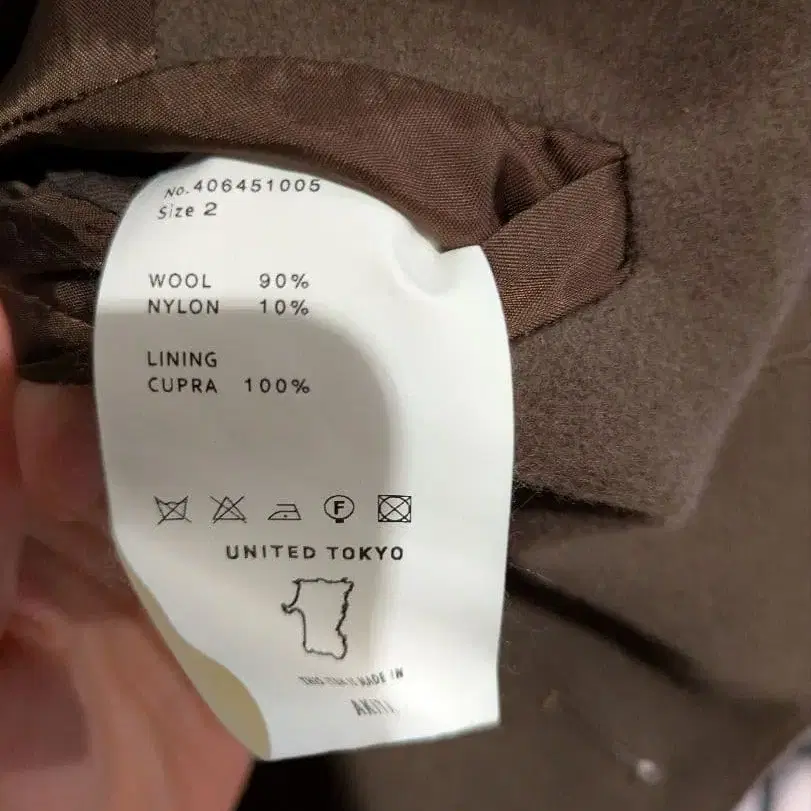 No. 406451005
Size 2
WOOL 90%
NYLON 10%
LINING
CUPRA 100%
F
UNITED TOKYO
THIS ITEM IS MADE IN
AKITA